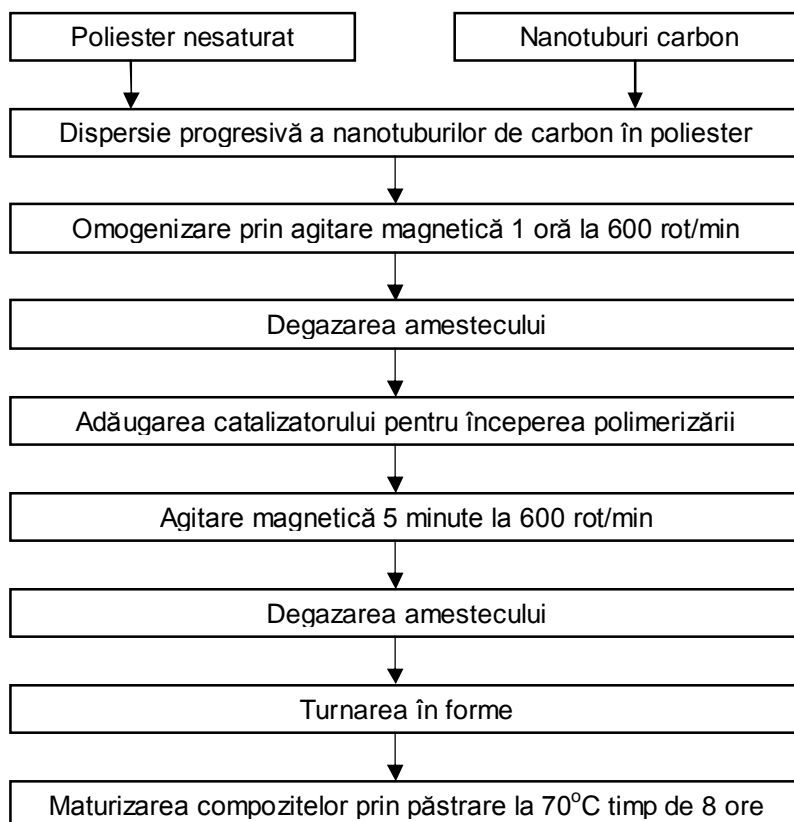 Poliester nesaturat
Nanotuburi carbon
Dispersie progresivă a nanotuburilor de carbon în poliester
Omogenizare prin agitare magnetică 1 oră la 600 rot/min
Degazarea amestecului
Adăugarea catalizatorului pentru începerea polimerizării
Agitare magnetică 5 minute la 600 rot/min
Degazarea amestecului
Turnarea în forme
Maturizarea compozitelor prin păstrare la 70°C timp de 8 ore